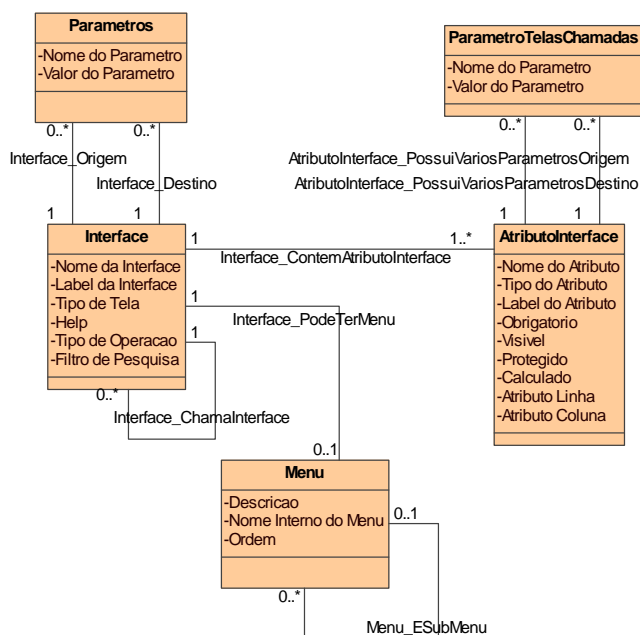 Parametros
-Nome do Parametro
-Valor do Parametro
ParametroTelasChamadas
-Nome do Parametro
-Valor do Parametro
0..*
0..*
0..*
0..*
Interface_Origem
Interface_Destino
AtributoInterface_PossuiVariosParametrosOrigem
AtributoInterface_PossuiVariosParametrosDestino
1
1
1
1
Interface
-Nome da Interface
-Label da Interface
-Tipo de Tela
-Help
-Tipo de Operacao
-Filtro de Pesquisa
1
1..*
Interface_ContemAtributoInterface
1
Interface_PodeTerMenu
1
0..*
Interface_ChamaInterface
AtributoInterface
-Nome do Atributo
-Tipo do Atributo
-Label do Atributo
-Obrigatorio
-Visivel
-Protegido
-Calculado
-Atributo Linha
-Atributo Coluna
0..1
Menu
-Descricao
-Nome Interno do Menu
-Ordem
0..1
0..*
Menu_ESubMenu